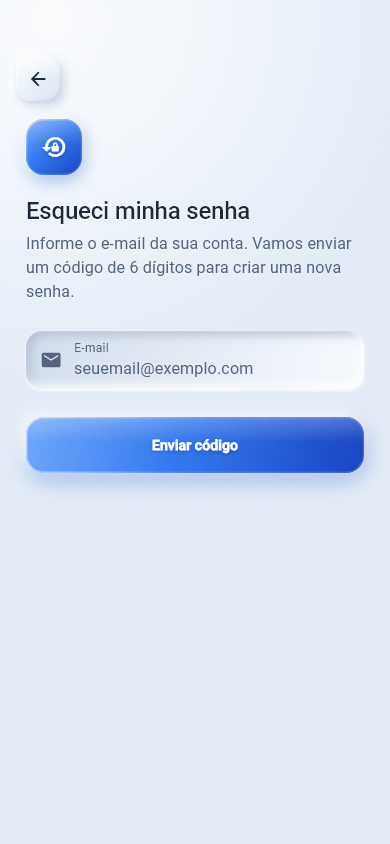 Esqueci minha senha
Informe o e-mail da sua conta. Vamos enviar
um código de 6 dígitos para criar uma nova
senha.
E-mail
seuemail@exemplo.com
Enviar código